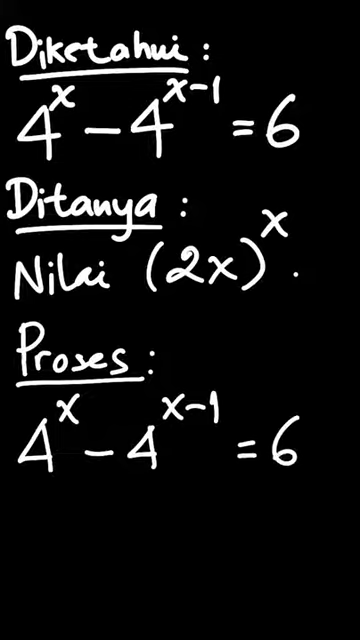 Diketahui :
4^x - 4^(x-1) = 6
Ditanya :
Nilai (2x)^x .
Proses :
4^x - 4^(x-1) = 6